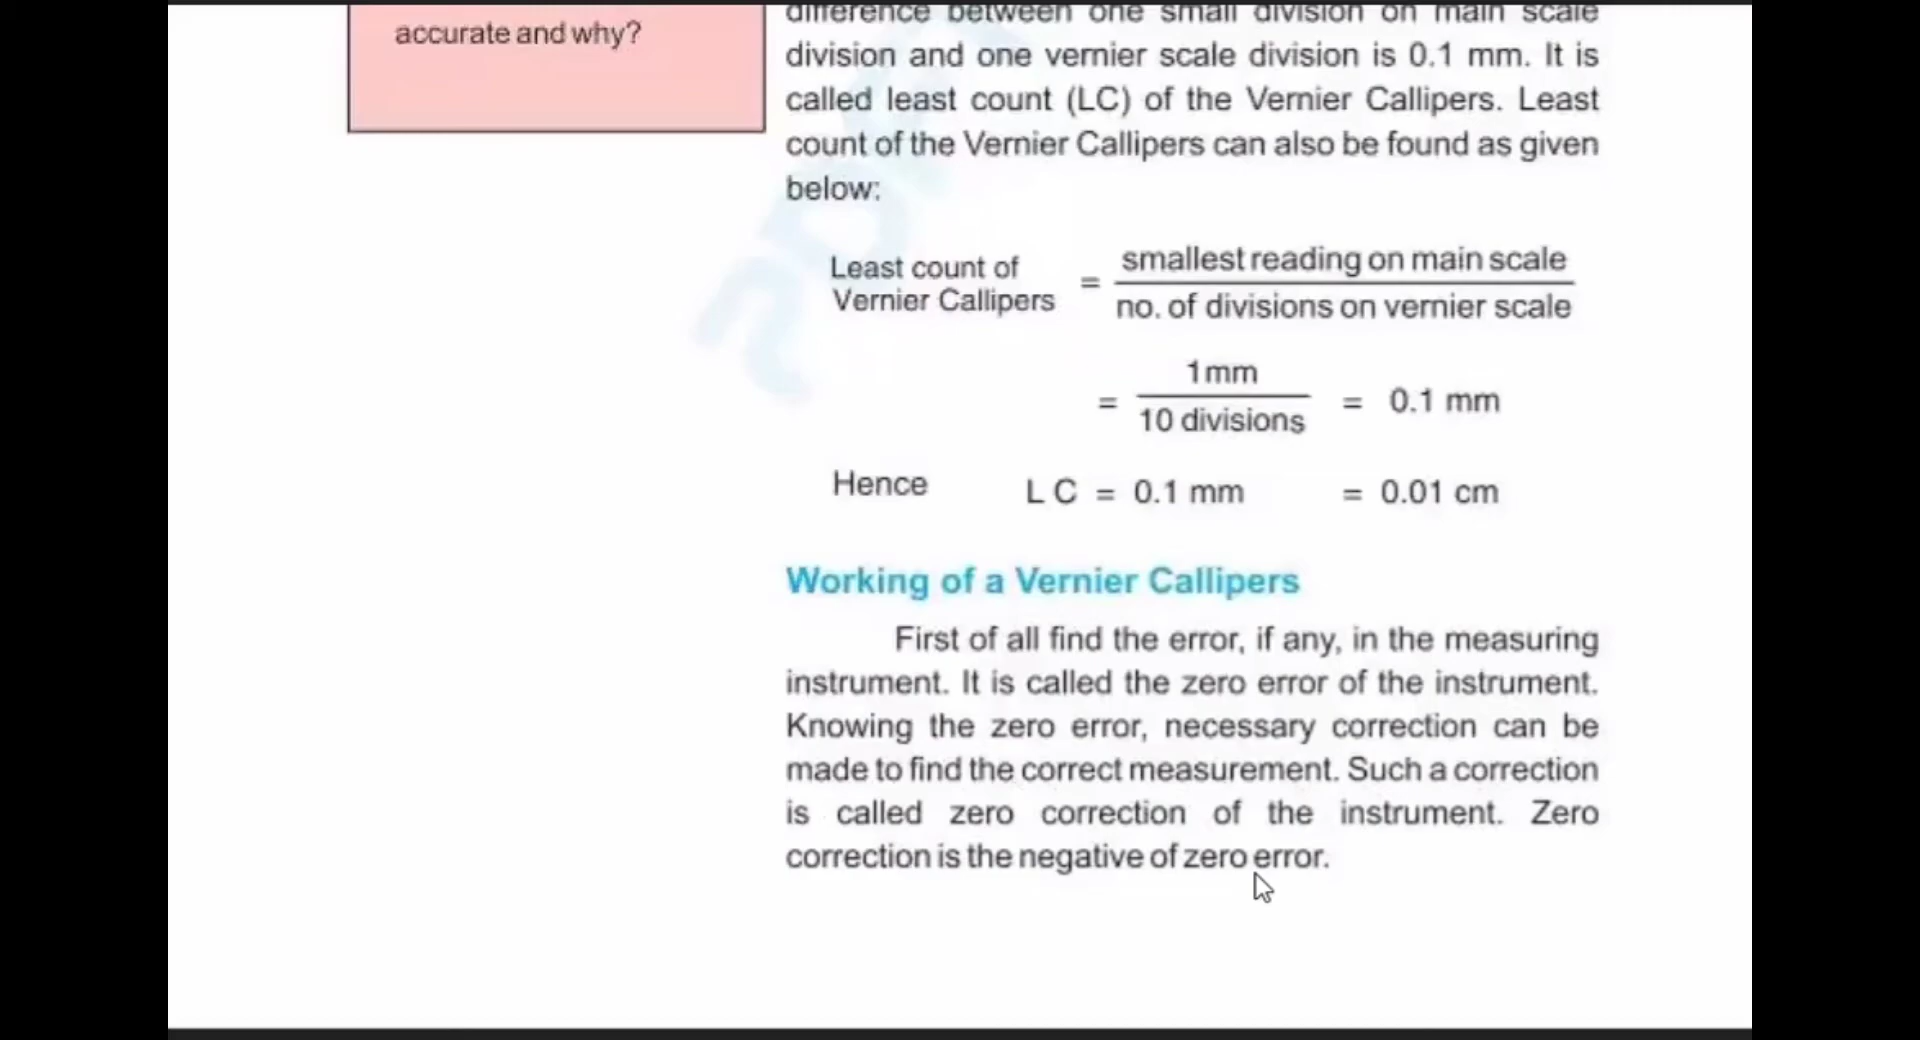 accurate and why?
difference between one small division on main scale
division and one vernier scale division is 0.1 mm. It is
called least count (LC) of the Vernier Callipers. Least
count of the Vernier Callipers can also be found as given
below:
Least count of
Vernier Callipers = smallest reading on main scale
no. of divisions on vernier scale
= 1mm
10 divisions = 0.1 mm
Hence L C = 0.1 mm = 0.01 cm
Working of a Vernier Callipers
First of all find the error, if any, in the measuring
instrument. It is called the zero error of the instrument.
Knowing the zero error, necessary correction can be
made to find the correct measurement. Such a correction
is called zero correction of the instrument. Zero
correction is the negative of zero error.